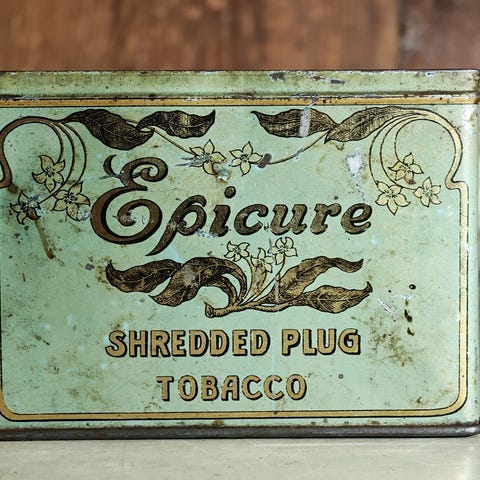 Epicure
SHREDDED PLUG
TOBACCO